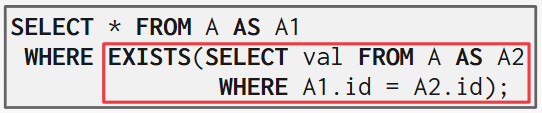 SELECT * FROM A AS A1
WHERE EXISTS(SELECT val FROM A AS A2
WHERE A1.id = A2.id);